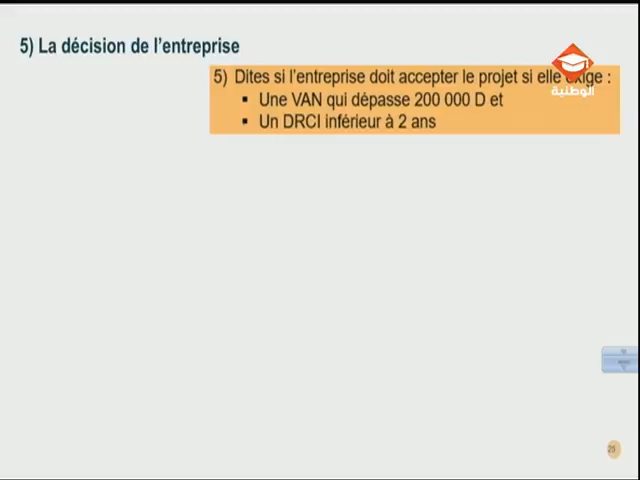 5) La décision de l'entreprise
5) Dites si l'entreprise doit accepter le projet si elle exige :
▪ Une VAN qui dépasse 200 000 D et
▪ Un DRCI inférieur à 2 ans
الوطنية
25